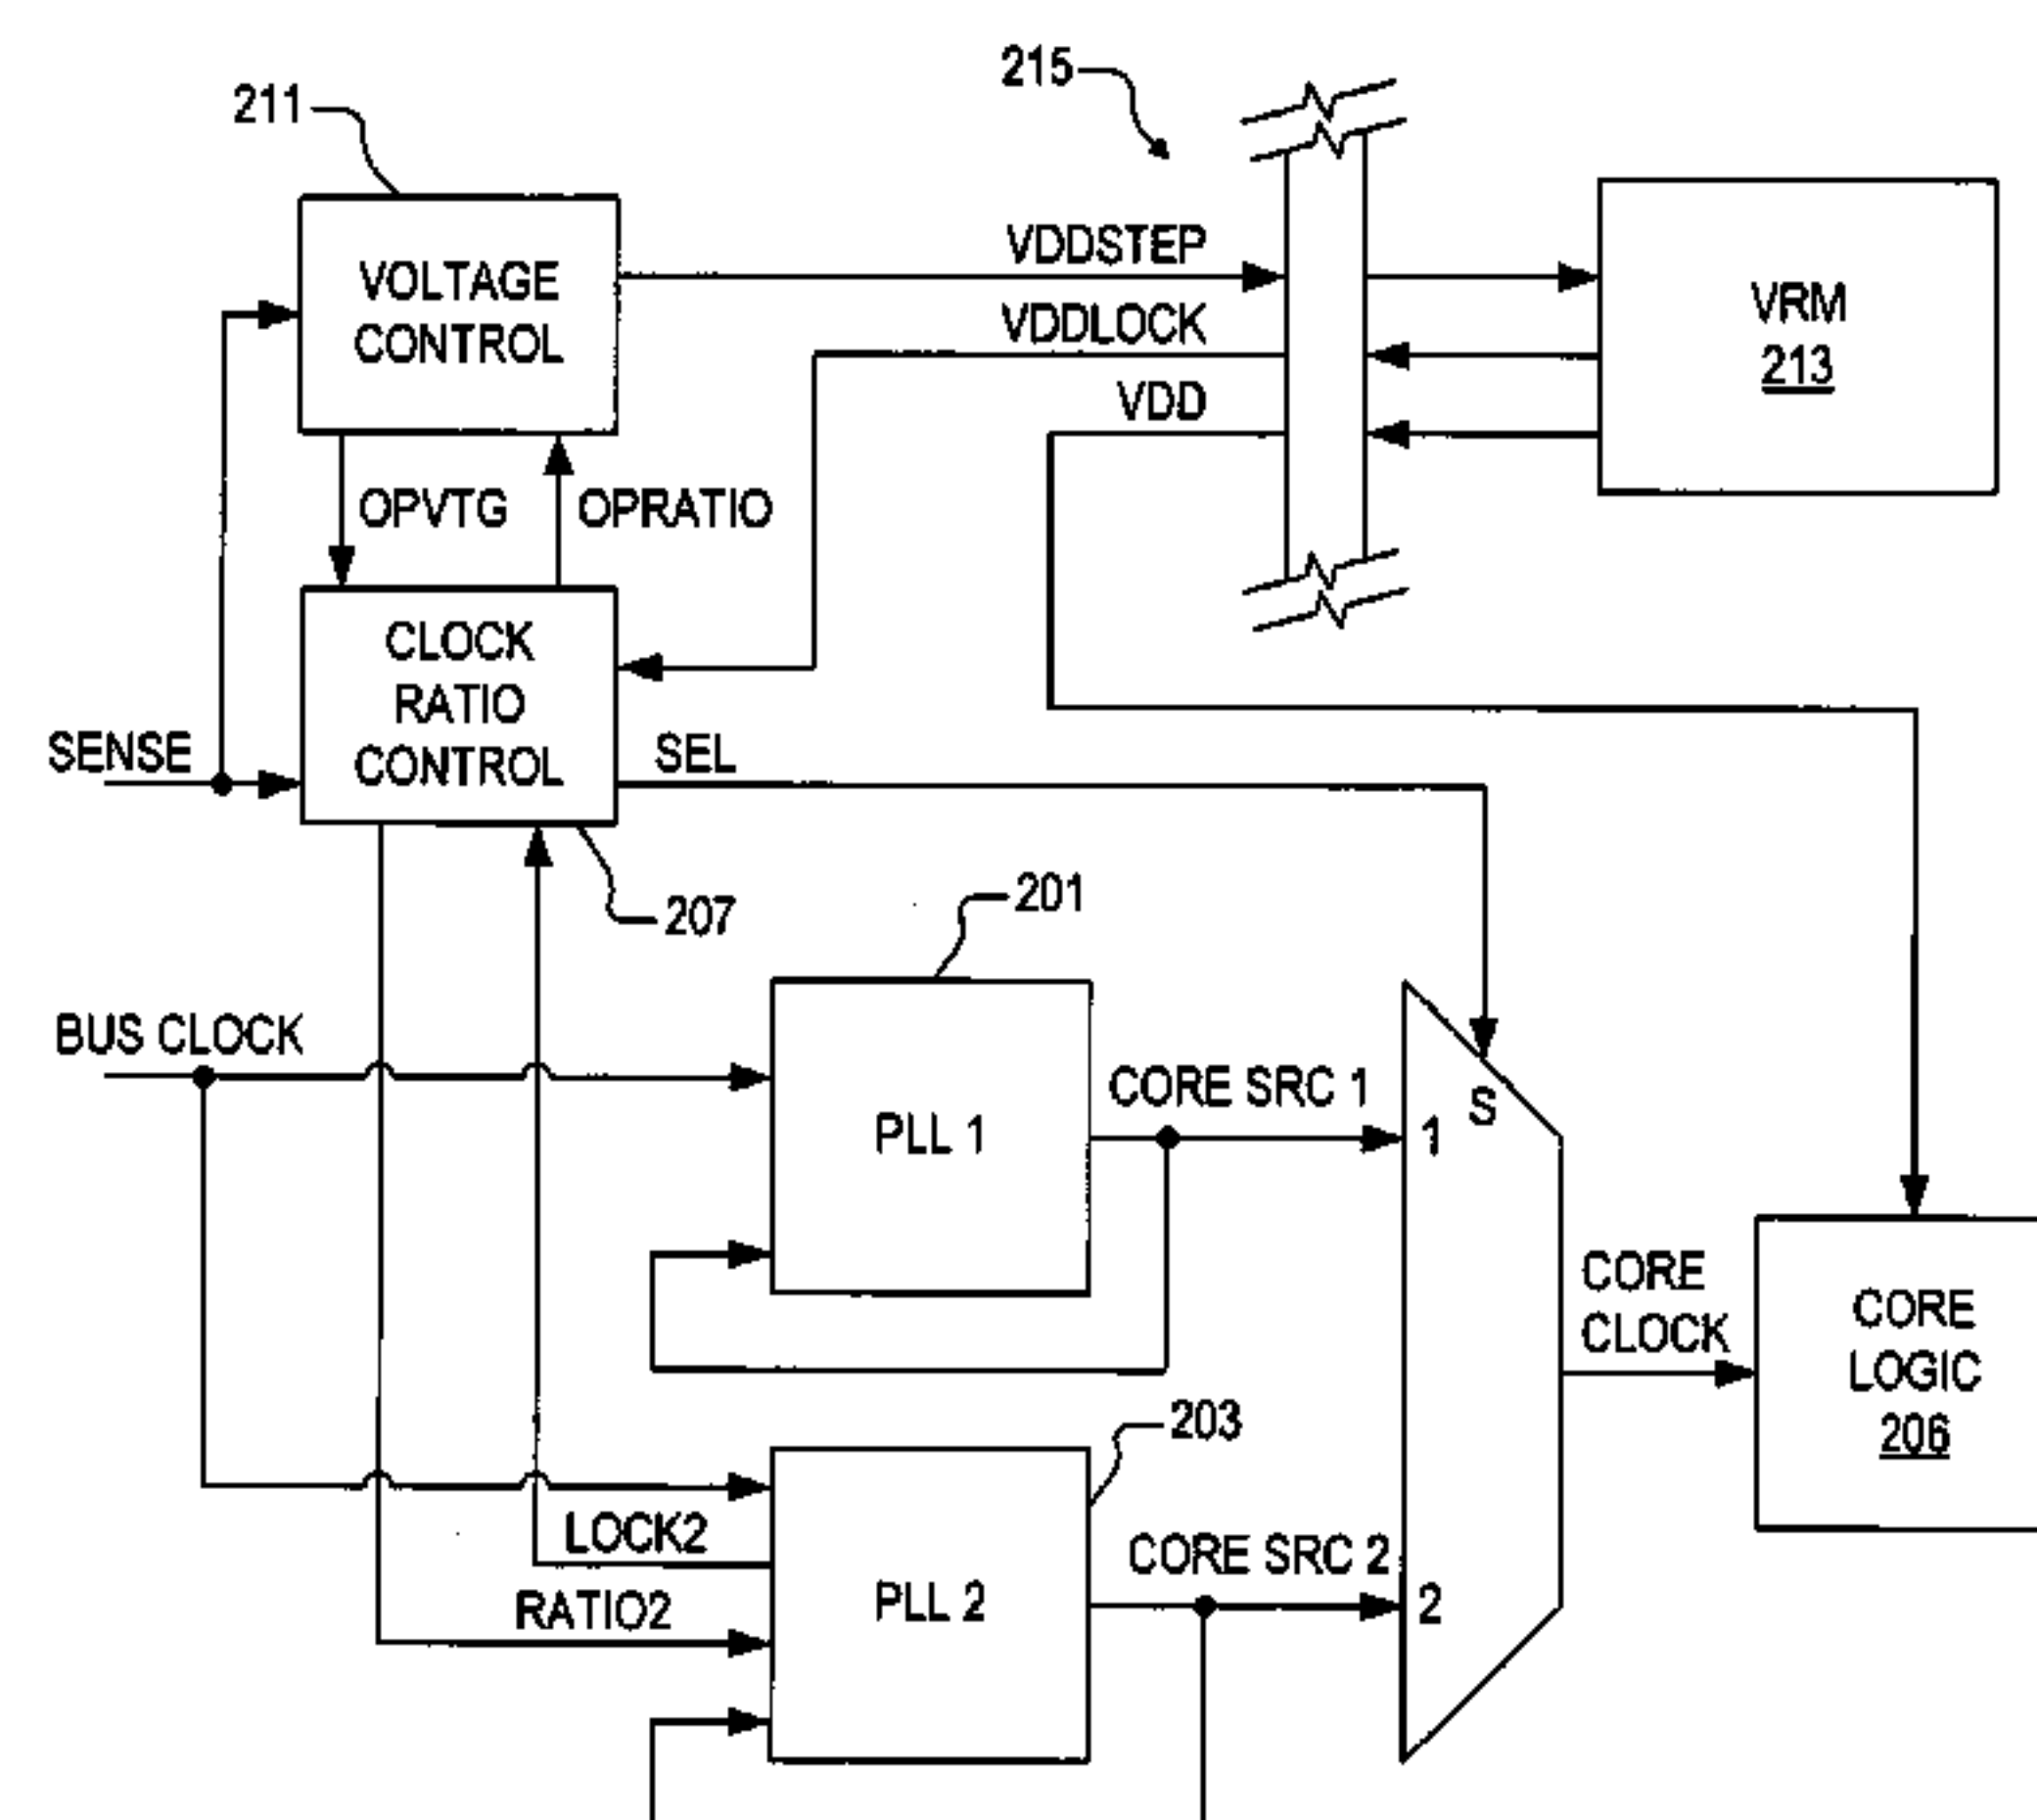 215
211
VOLTAGE
CONTROL
VDDSTEP
VDDLOCK
VDD
VRM
213
OPVTG
OPRATIO
CLOCK
RATIO
CONTROL
SENSE
SEL
207
201
BUS CLOCK
PLL 1
CORE SRC 1
1
S
CORE
CLOCK
CORE
LOGIC
206
203
LOCK2
RATIO2
PLL 2
CORE SRC 2
2